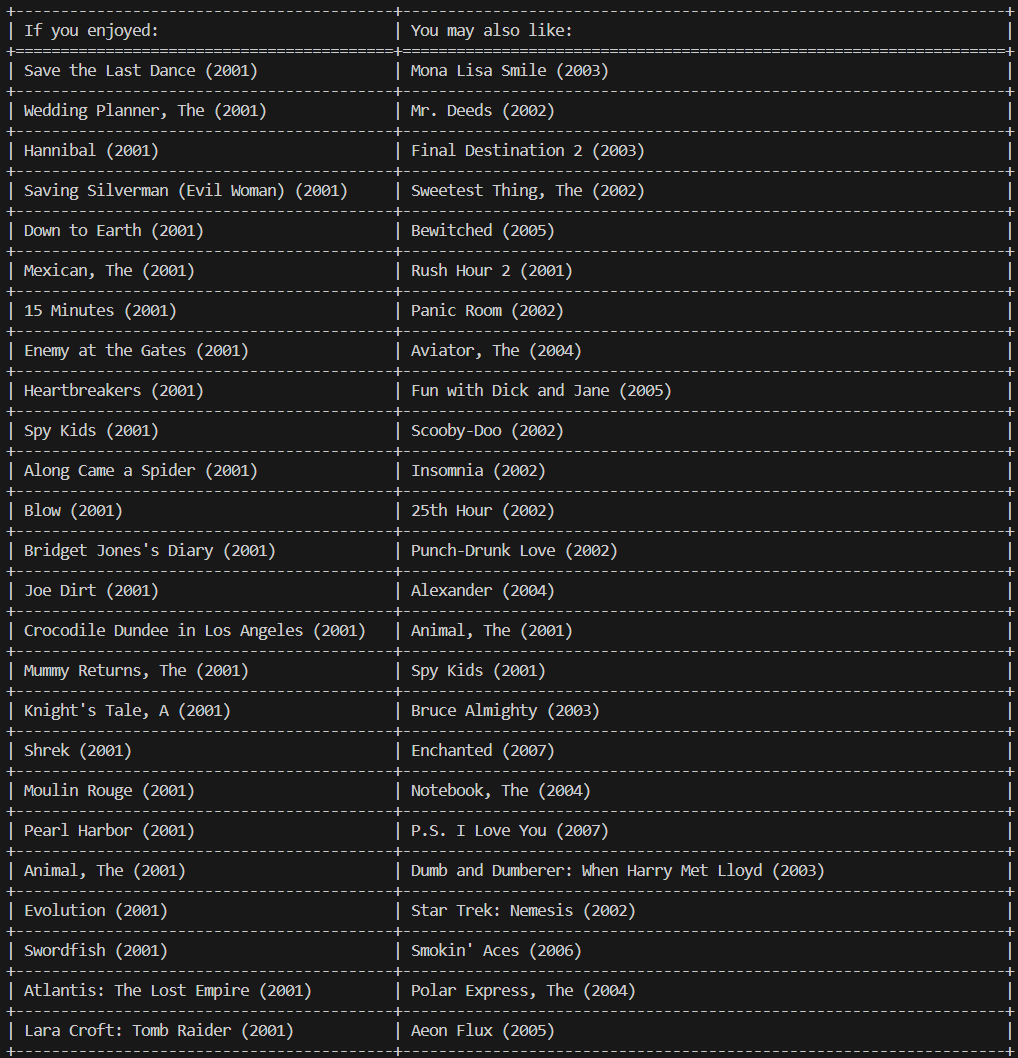 If you enjoyed: | You may also like:
Save the Last Dance (2001) | Mona Lisa Smile (2003)
Wedding Planner, The (2001) | Mr. Deeds (2002)
Hannibal (2001) | Final Destination 2 (2003)
Saving Silverman (Evil Woman) (2001) | Sweetest Thing, The (2002)
Down to Earth (2001) | Bewitched (2005)
Mexican, The (2001) | Rush Hour 2 (2001)
15 Minutes (2001) | Panic Room (2002)
Enemy at the Gates (2001) | Aviator, The (2004)
Heartbreakers (2001) | Fun with Dick and Jane (2005)
Spy Kids (2001) | Scooby-Doo (2002)
Along Came a Spider (2001) | Insomnia (2002)
Blow (2001) | 25th Hour (2002)
Bridget Jones's Diary (2001) | Punch-Drunk Love (2002)
Joe Dirt (2001) | Alexander (2004)
Crocodile Dundee in Los Angeles (2001) | Animal, The (2001)
Mummy Returns, The (2001) | Spy Kids (2001)
Knight's Tale, A (2001) | Bruce Almighty (2003)
Shrek (2001) | Enchanted (2007)
Moulin Rouge (2001) | Notebook, The (2004)
Pearl Harbor (2001) | P.S. I Love You (2007)
Animal, The (2001) | Dumb and Dumberer: When Harry Met Lloyd (2003)
Evolution (2001) | Star Trek: Nemesis (2002)
Swordfish (2001) | Smokin' Aces (2006)
Atlantis: The Lost Empire (2001) | Polar Express, The (2004)
Lara Croft: Tomb Raider (2001) | Aeon Flux (2005)